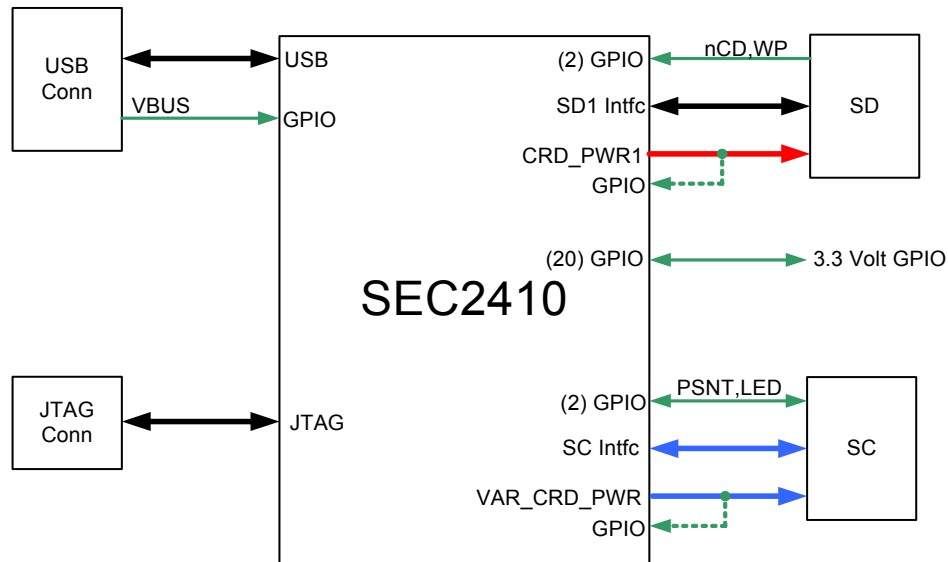 USB
Conn
VBUS
USB
GPIO
(2) GPIO
nCD,WP
SD1 Intfc
SD
CRD_PWR1
GPIO
(20) GPIO
3.3 Volt GPIO
SEC2410
JTAG
Conn
JTAG
(2) GPIO
PSNT,LED
SC Intfc
SC
VAR_CRD_PWR
GPIO